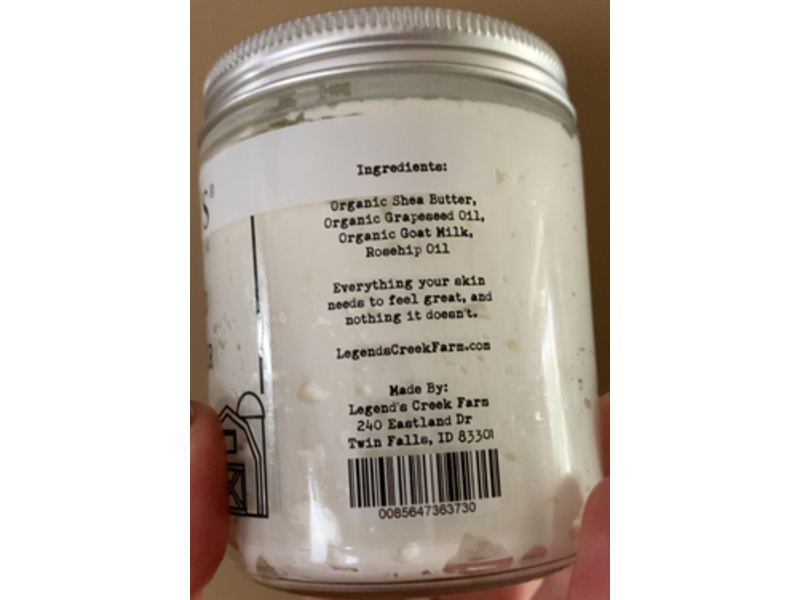 S®
Ingredients:
Organic Shea Butter,
Organic Grapeseed Oil,
Organic Goat Milk,
Rosehip Oil
Everything your skin
needs to feel great, and
nothing it doesn't.
LegendsCreekFarm.com
Made By:
Legend's Creek Farm
240 Eastland Dr
Twin Falls, ID 83301
0085647363730